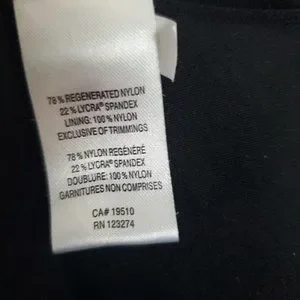 78% REGENERATED NYLON
22% LYCRA® SPANDEX
LINING: 100% NYLON
EXCLUSIVE OF TRIMMINGS
78% NYLON RÉGÉNÉRÉ
22% LYCRA® SPANDEX
DOUBLURE: 100% NYLON
GARNITURES NON COMPRISES
CA# 19510
RN 123274